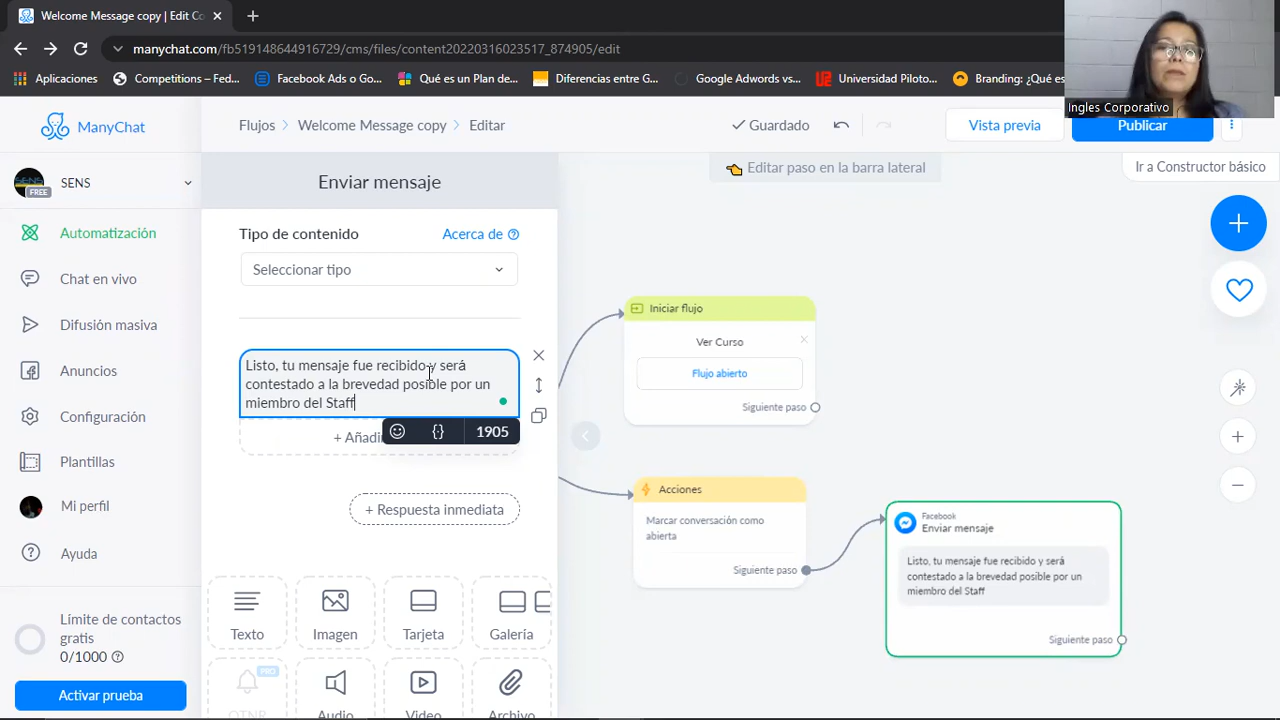 Welcome Message copy | Edit Co
manychat.com/fb519148644916729/cms/files/content20220316023517_874905/edit
Aplicaciones
Competitions – Fed...
Facebook Ads o Go...
Qué es un Plan de...
Diferencias entre G...
Google Adwords vs...
Universidad Piloto...
Branding: ¿Qué es
Ingles Corporativo
ManyChat
Flujos
Welcome Message copy
Editar
Guardado
Vista previa
Publicar
SENS
FREE
Enviar mensaje
Editar paso en la barra lateral
Ir a Constructor básico
Automatización
Chat en vivo
Difusión masiva
Anuncios
Configuración
Plantillas
Mi perfil
Ayuda
Límite de contactos
gratis
0/1000
Activar prueba
Tipo de contenido
Acerca de
Seleccionar tipo
Listo, tu mensaje fue recibido y será
contestado a la brevedad posible por un
miembro del Staff
+ Añadi
1905
+ Respuesta inmediata
Texto
Imagen
Tarjeta
Galería
PRO
OTNR
Audio
Video
Archivo
Iniciar flujo
Ver Curso
Flujo abierto
Siguiente paso
Acciones
Marcar conversación como
abierta
Siguiente paso
Facebook
Enviar mensaje
Listo, tu mensaje fue recibido y será
contestado a la brevedad posible por un
miembro del Staff
Siguiente paso